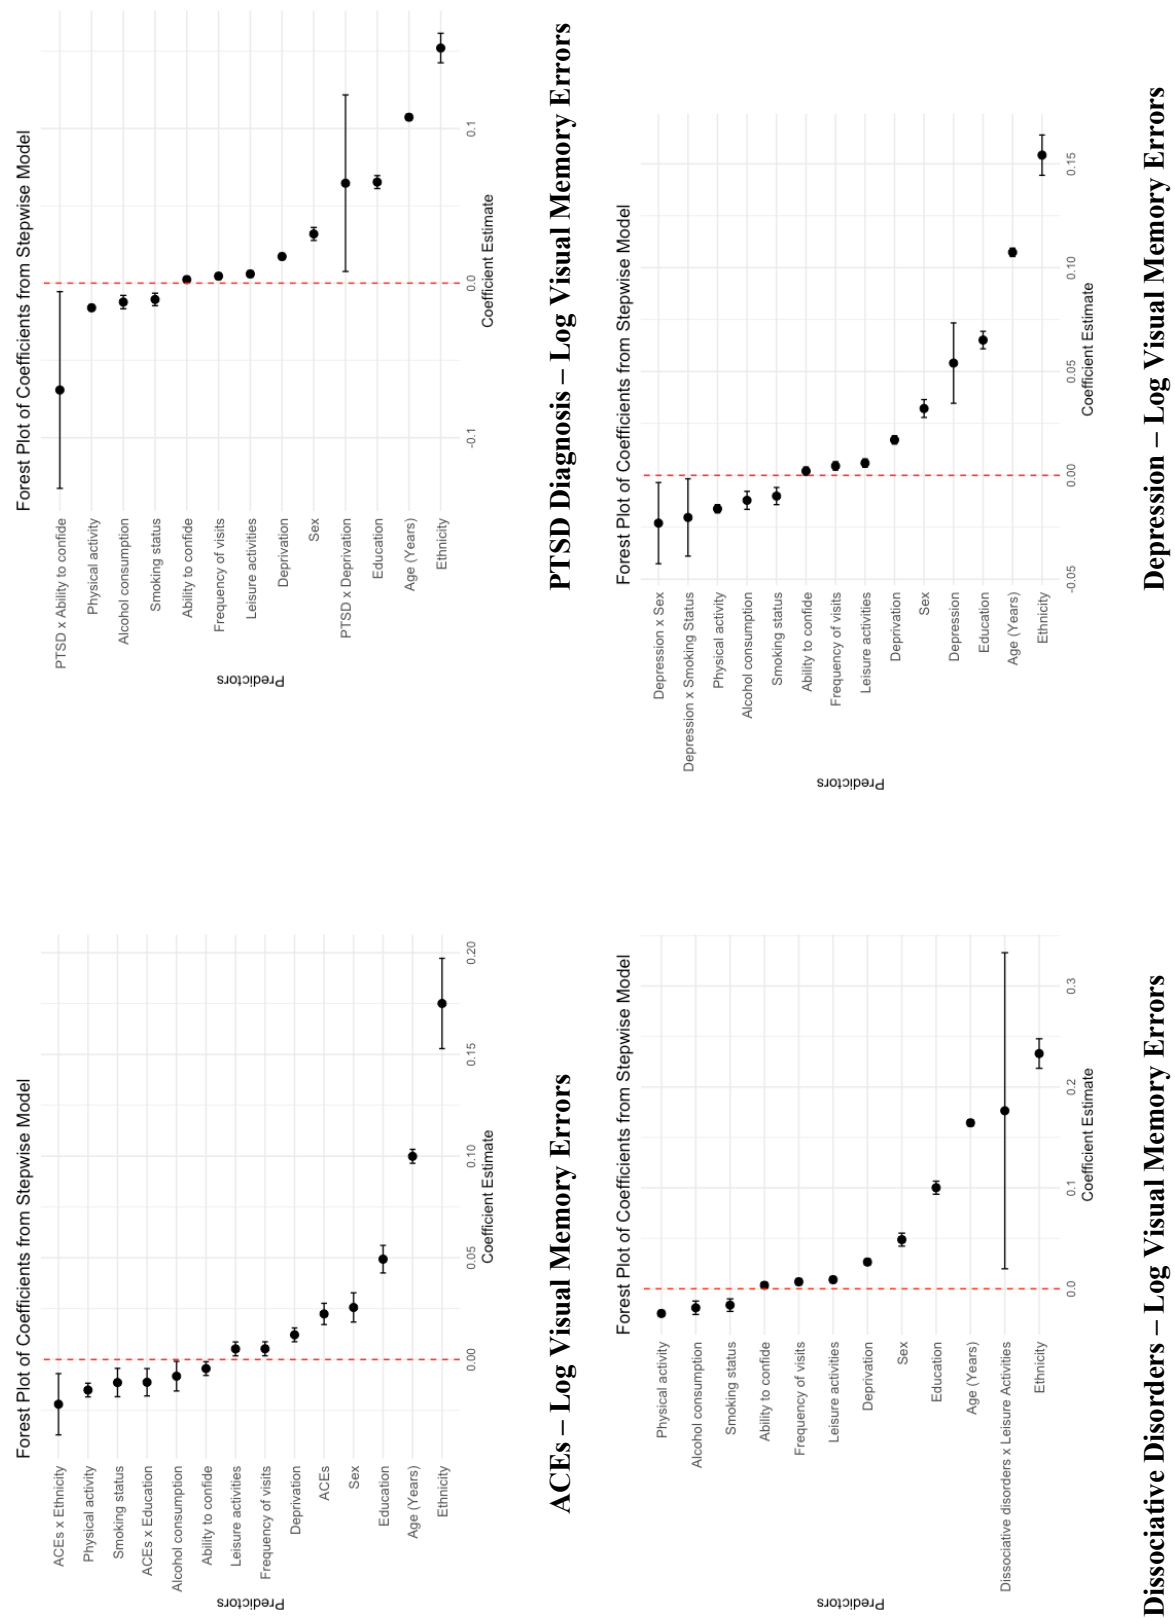 Forest Plot of Coefficients from Stepwise Model
Predictors
ACEs x Ethnicity
Physical activity
Smoking status
ACEs x Education
Alcohol consumption
Ability to confide
Leisure activities
Frequency of visits
Deprivation
ACEs
Sex
Education
Age (Years)
Ethnicity
0.00 0.05 0.10 0.15 0.20
Coefficient Estimate
ACEs – Log Visual Memory Errors
Forest Plot of Coefficients from Stepwise Model
Predictors
PTSD x Ability to confide
Physical activity
Alcohol consumption
Smoking status
Ability to confide
Frequency of visits
Leisure activities
Deprivation
Sex
PTSD x Deprivation
Education
Age (Years)
Ethnicity
-0.1 0.0 0.1
Coefficient Estimate
PTSD Diagnosis – Log Visual Memory Errors
Forest Plot of Coefficients from Stepwise Model
Predictors
Physical activity
Alcohol consumption
Smoking status
Ability to confide
Frequency of visits
Leisure activities
Deprivation
Sex
Education
Age (Years)
Dissociative disorders x Leisure Activities
Ethnicity
0.0 0.1 0.2 0.3
Coefficient Estimate
Dissociative Disorders – Log Visual Memory Errors
Forest Plot of Coefficients from Stepwise Model
Predictors
Depression x Sex
Depression x Smoking Status
Physical activity
Alcohol consumption
Smoking status
Ability to confide
Frequency of visits
Leisure activities
Deprivation
Sex
Depression
Education
Age (Years)
Ethnicity
-0.05 0.00 0.05 0.10 0.15
Coefficient Estimate
Depression – Log Visual Memory Errors